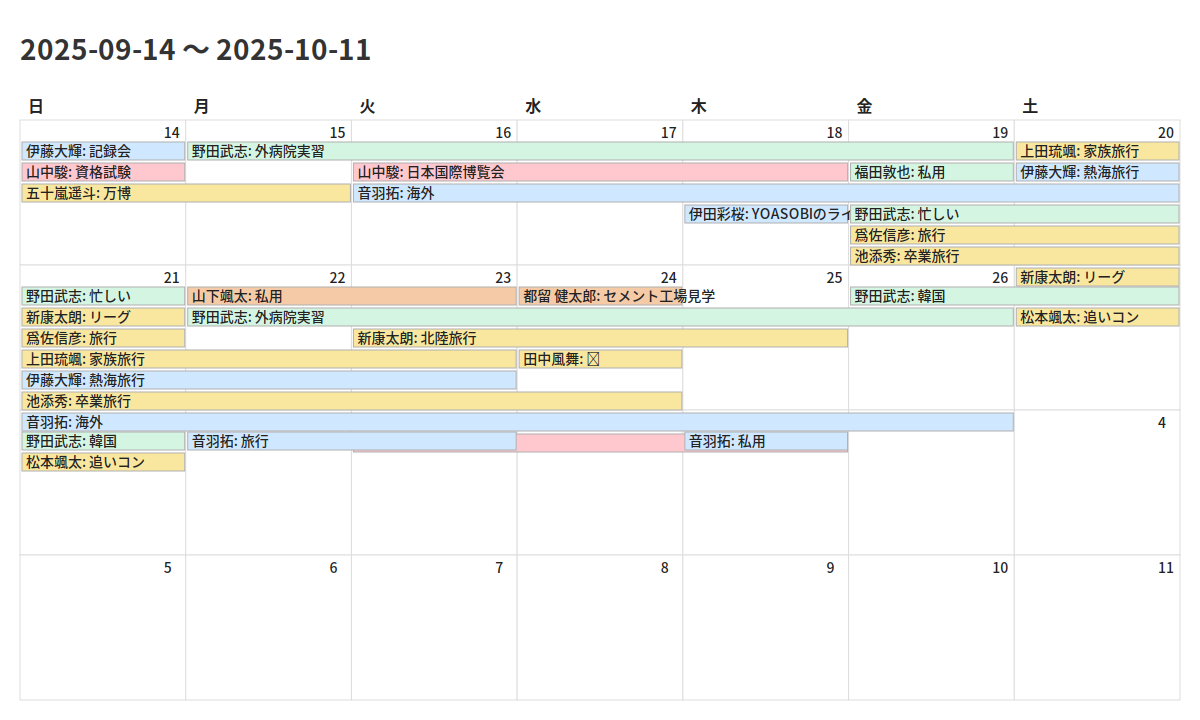 2025-09-14 〜 2025-10-11
日 月 火 水 木 金 土
14 15 16 17 18 19 20
伊藤大輝: 記録会 野田武志: 外病院実習 上田琉颯: 家族旅行
山中駿: 資格試験 山中駿: 日本国際博覧会 福田敦也: 私用 伊藤大輝: 熱海旅行
五十嵐遥斗: 万博 音羽拓: 海外
伊田彩桜: YOASOBIのライ 野田武志: 忙しい
爲佐信彦: 旅行
池添秀: 卒業旅行
21 22 23 24 25 26 新康太朗: リーグ
野田武志: 忙しい 山下颯太: 私用 都留 健太郎: セメント工場見学 野田武志: 韓国
新康太朗: リーグ 野田武志: 外病院実習 松本颯太: 追いコン
爲佐信彦: 旅行 新康太朗: 北陸旅行
上田琉颯: 家族旅行 田中風舞:
伊藤大輝: 熱海旅行
池添秀: 卒業旅行
音羽拓: 海外 4
野田武志: 韓国 音羽拓: 旅行 音羽拓: 私用
松本颯太: 追いコン
5 6 7 8 9 10 11